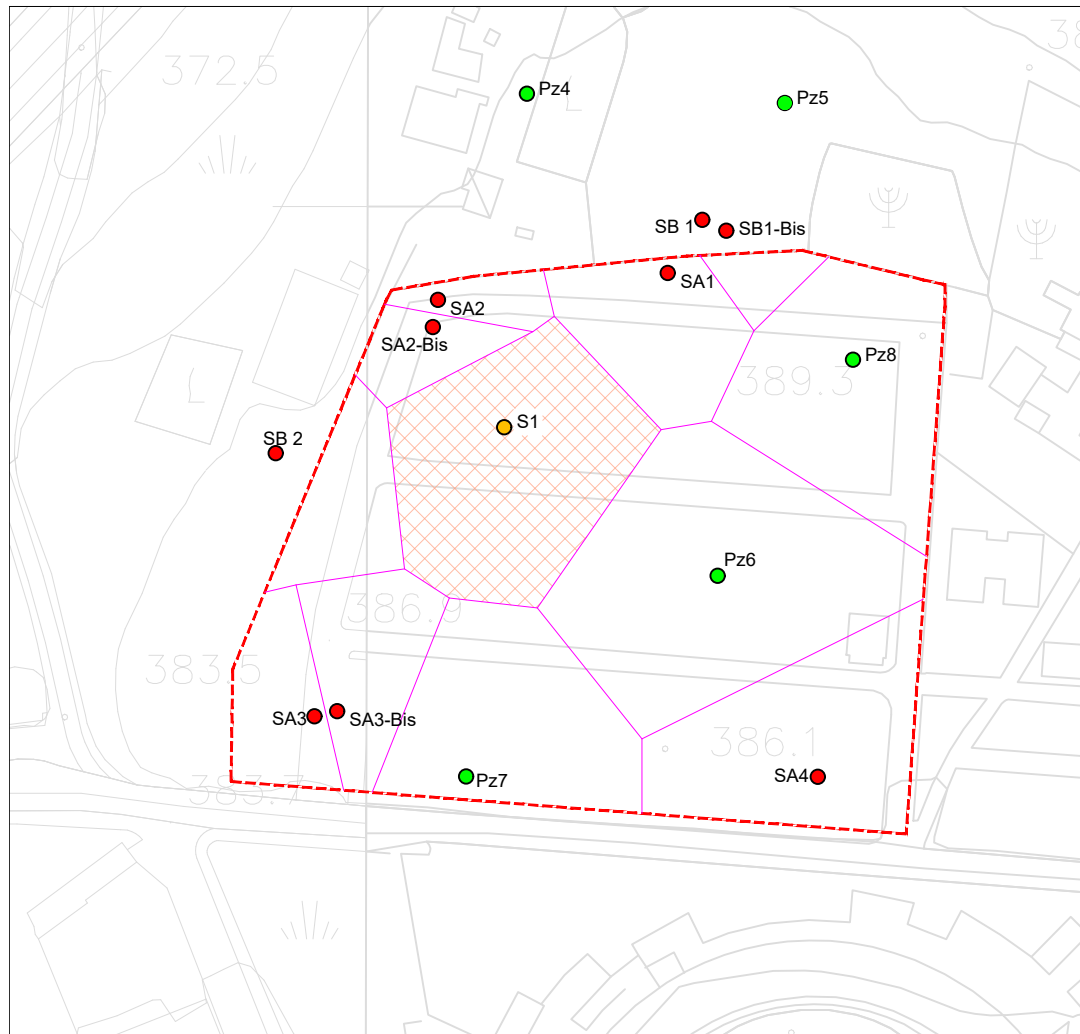 38
372.5
Pz4
Pz5
SB 1
SB1-Bis
SA1
SA2
SA2-Bis
Pz8
389.3
S1
SB 2
Pz6
386.9
383.5
SA3
SA3-Bis
386.1
SA4
Pz7
383.7